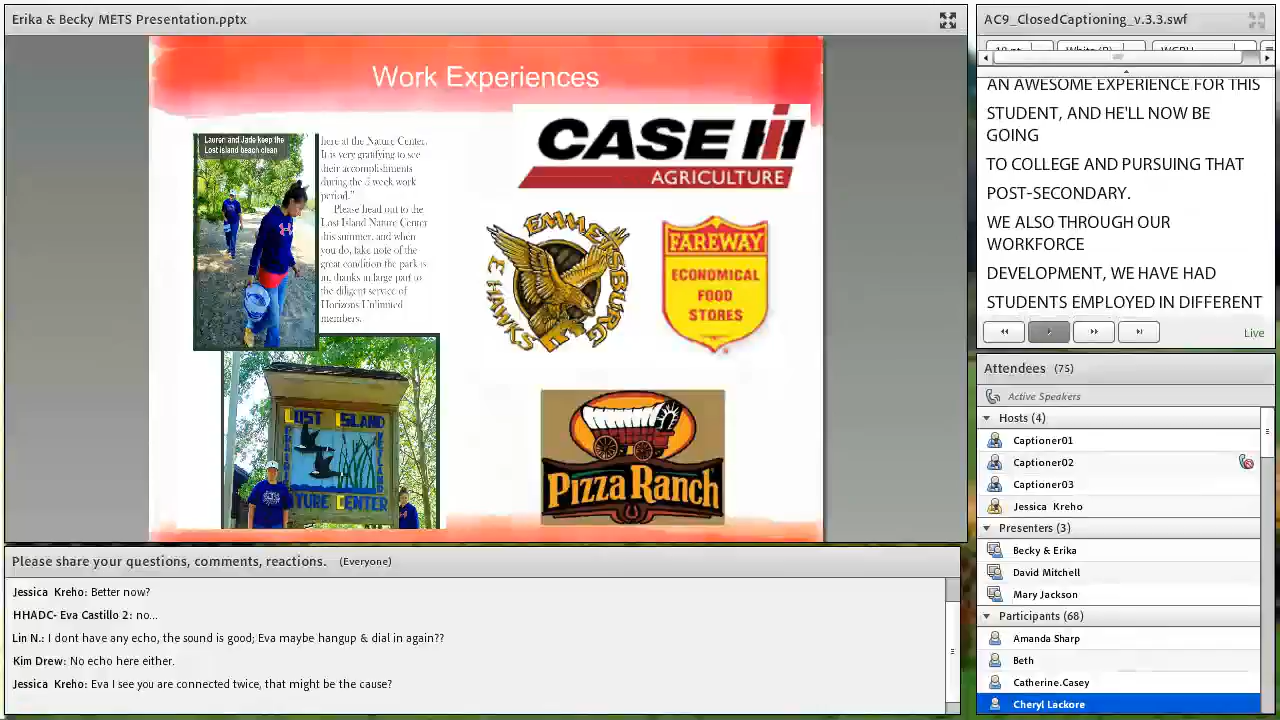 Erika & Becky METS Presentation.pptx
Work Experiences
Lauren and Jade keep the
Lost island beach clean
here at the Nature Center.
It is very gratifying to see
their accomplishments
during the 6 week work
period."
Please head out to the
Lost Island Nature Center
this summer, and when
you do, take note of the
great condition the park is
in, thanks in large part to
the diligent service of
Horizons Unlimited
members.
CASE IH
AGRICULTURE
EMMETSBURG
E HAWKS
FAREWAY
ECONOMICAL
FOOD
STORES
LOST ISLAND
NATURE CENTER
Pizza Ranch
Please share your questions, comments, reactions. (Everyone)
Jessica Kreho: Better now?
HHADC- Eva Castillo 2: no...
Lin N.: I dont have any echo, the sound is good; Eva maybe hangup & dial in again??
Kim Drew: No echo here either.
Jessica Kreho: Eva I see you are connected twice, that might be the cause?
AC9_ClosedCaptioning_v.3.3.swf
AN AWESOME EXPERIENCE FOR THIS
STUDENT, AND HE'LL NOW BE
GOING
TO COLLEGE AND PURSUING THAT
POST-SECONDARY.
WE ALSO THROUGH OUR
WORKFORCE
DEVELOPMENT, WE HAVE HAD
STUDENTS EMPLOYED IN DIFFERENT
Live
Attendees (75)
Active Speakers
Hosts (4)
Captioner01
Captioner02
Captioner03
Jessica Kreho
Presenters (3)
Becky & Erika
David Mitchell
Mary Jackson
Participants (68)
Amanda Sharp
Beth
Catherine.Casey
Cheryl Lackore